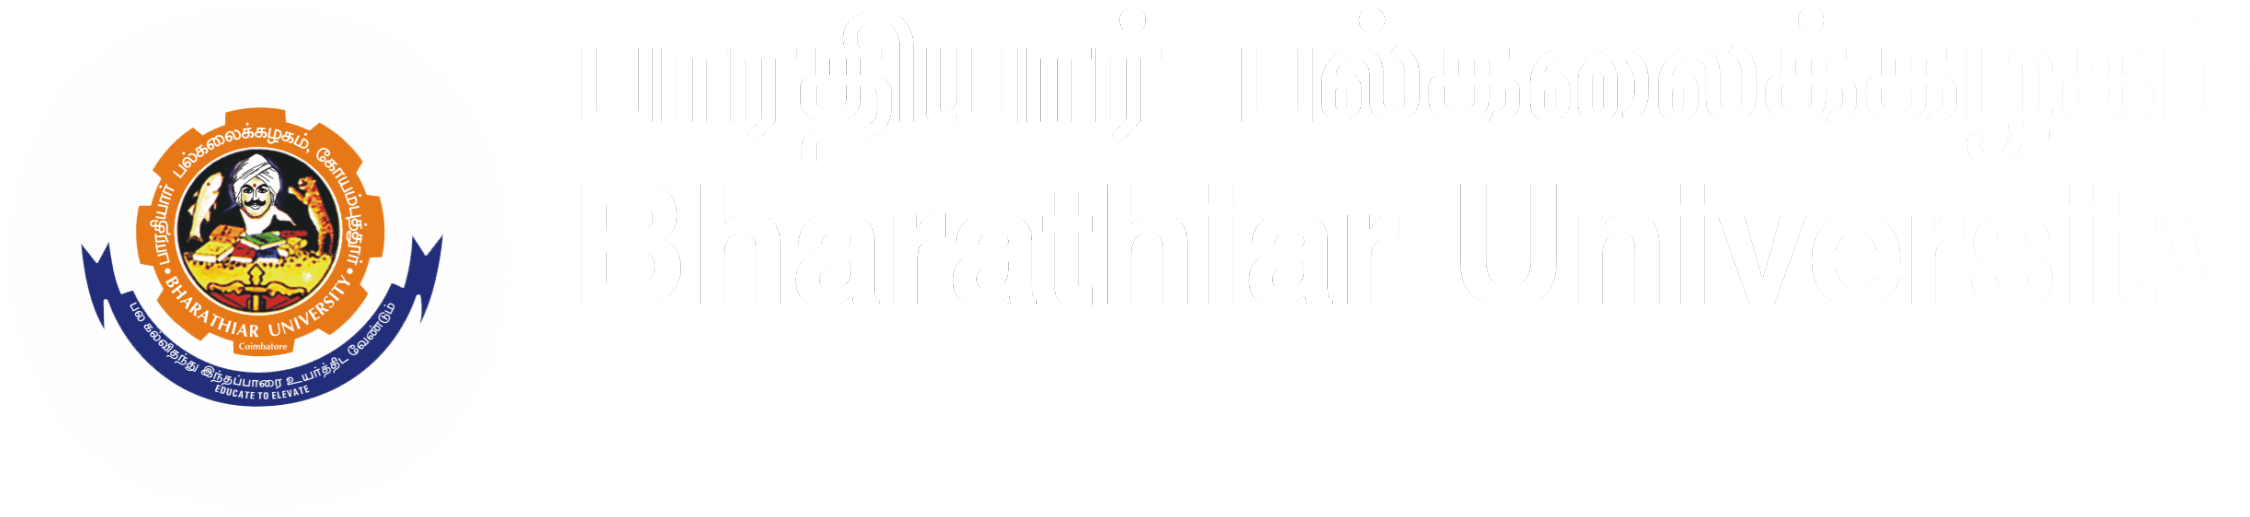 பாரதியார் பல்கலைக்கழகம், கோயம்புத்தூர்
BHARATHIAR UNIVERSITY
Coimbatore
பல கல்விதந்து இந்தப்பாரை உயர்த்திட வேண்டும்
EDUCATE TO ELEVATE
பாரதியார் பல்கலைக்கழகம்
Bharathiar University